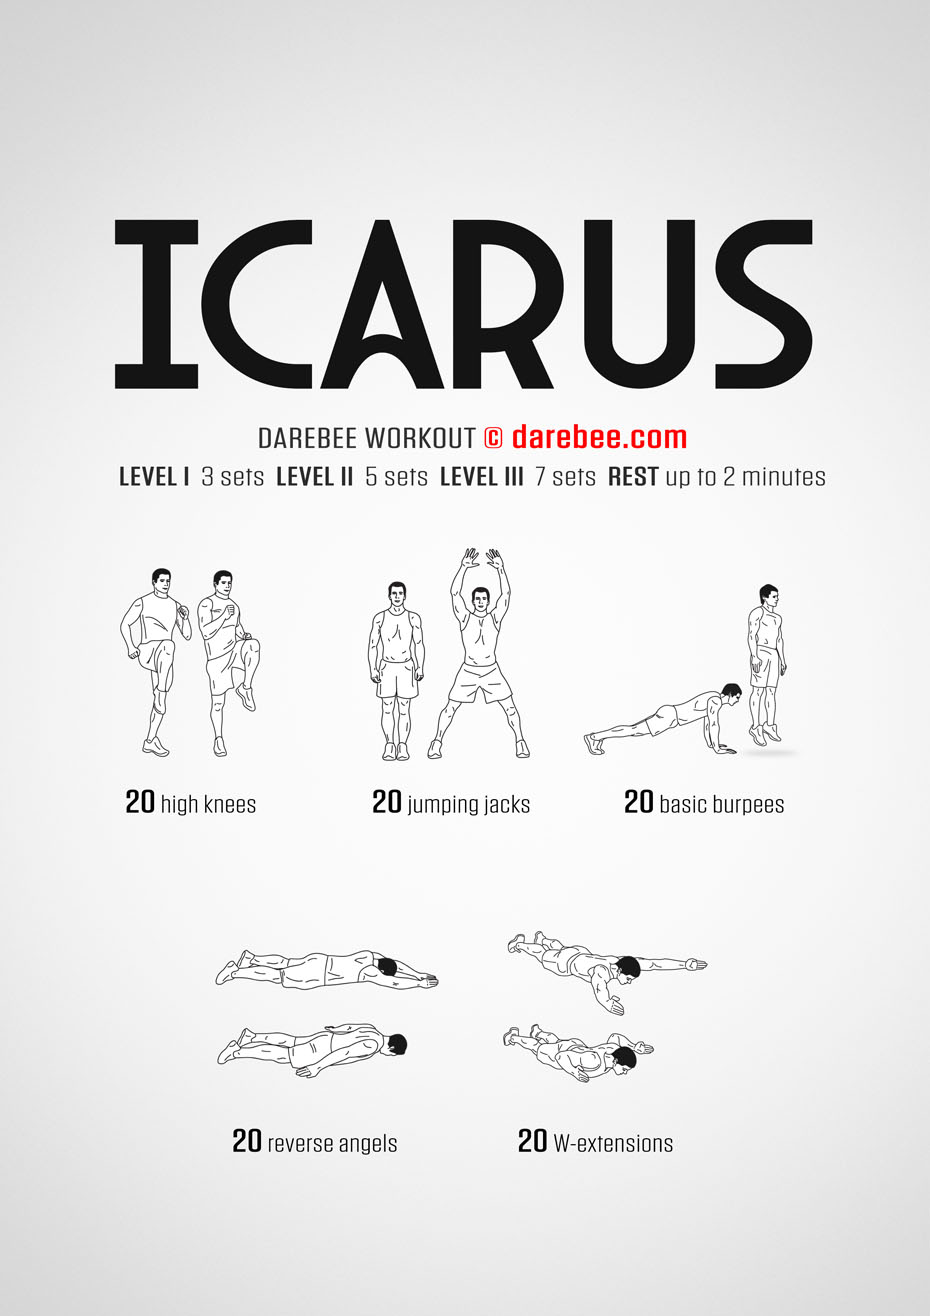 ICARUS
DAREBEE WORKOUT © darebee.com
LEVEL I 3 sets LEVEL II 5 sets LEVEL III 7 sets REST up to 2 minutes
20 high knees
20 jumping jacks
20 basic burpees
20 reverse angels
20 W-extensions